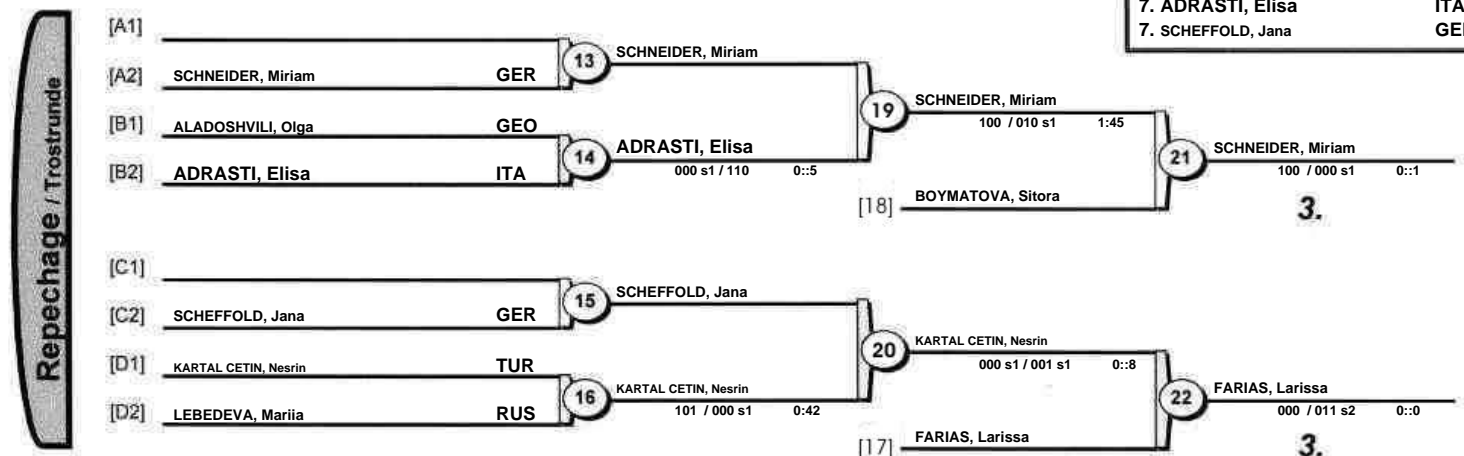 7. ADRASTI, Elisa ITA
7. SCHEFFOLD, Jana GE
Repechage / Trostrunde
[A1]
[A2] SCHNEIDER, Miriam GER
13
SCHNEIDER, Miriam
[B1] ALADOSHVILI, Olga GEO
[B2] ADRASTI, Elisa ITA
14
ADRASTI, Elisa
000 s1 / 110 0::5
19
SCHNEIDER, Miriam
100 / 010 s1 1:45
[18] BOYMATOVA, Sitora
21
SCHNEIDER, Miriam
100 / 000 s1 0::1
3.
[C1]
[C2] SCHEFFOLD, Jana GER
15
SCHEFFOLD, Jana
[D1] KARTAL CETIN, Nesrin TUR
[D2] LEBEDEVA, Mariia RUS
16
KARTAL CETIN, Nesrin
101 / 000 s1 0:42
20
KARTAL CETIN, Nesrin
000 s1 / 001 s1 0::8
[17] FARIAS, Larissa
22
FARIAS, Larissa
000 / 011 s2 0::0
3.